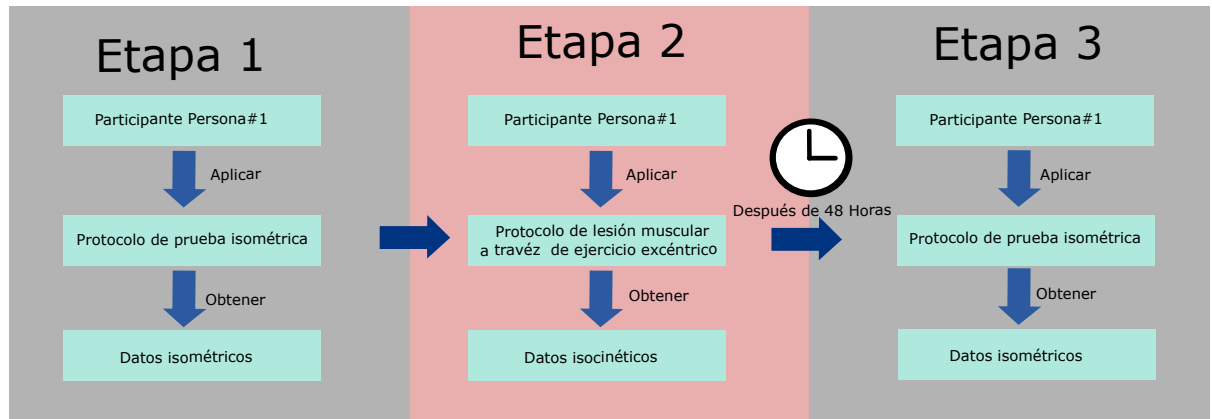 Etapa 1
Participante Persona#1
Aplicar
Protocolo de prueba isométrica
Obtener
Datos isométricos
Etapa 2
Participante Persona#1
Aplicar
Protocolo de lesión muscular
a travéz de ejercicio excéntrico
Obtener
Datos isocinéticos
Después de 48 Horas
Etapa 3
Participante Persona#1
Aplicar
Protocolo de prueba isométrica
Obtener
Datos isométricos